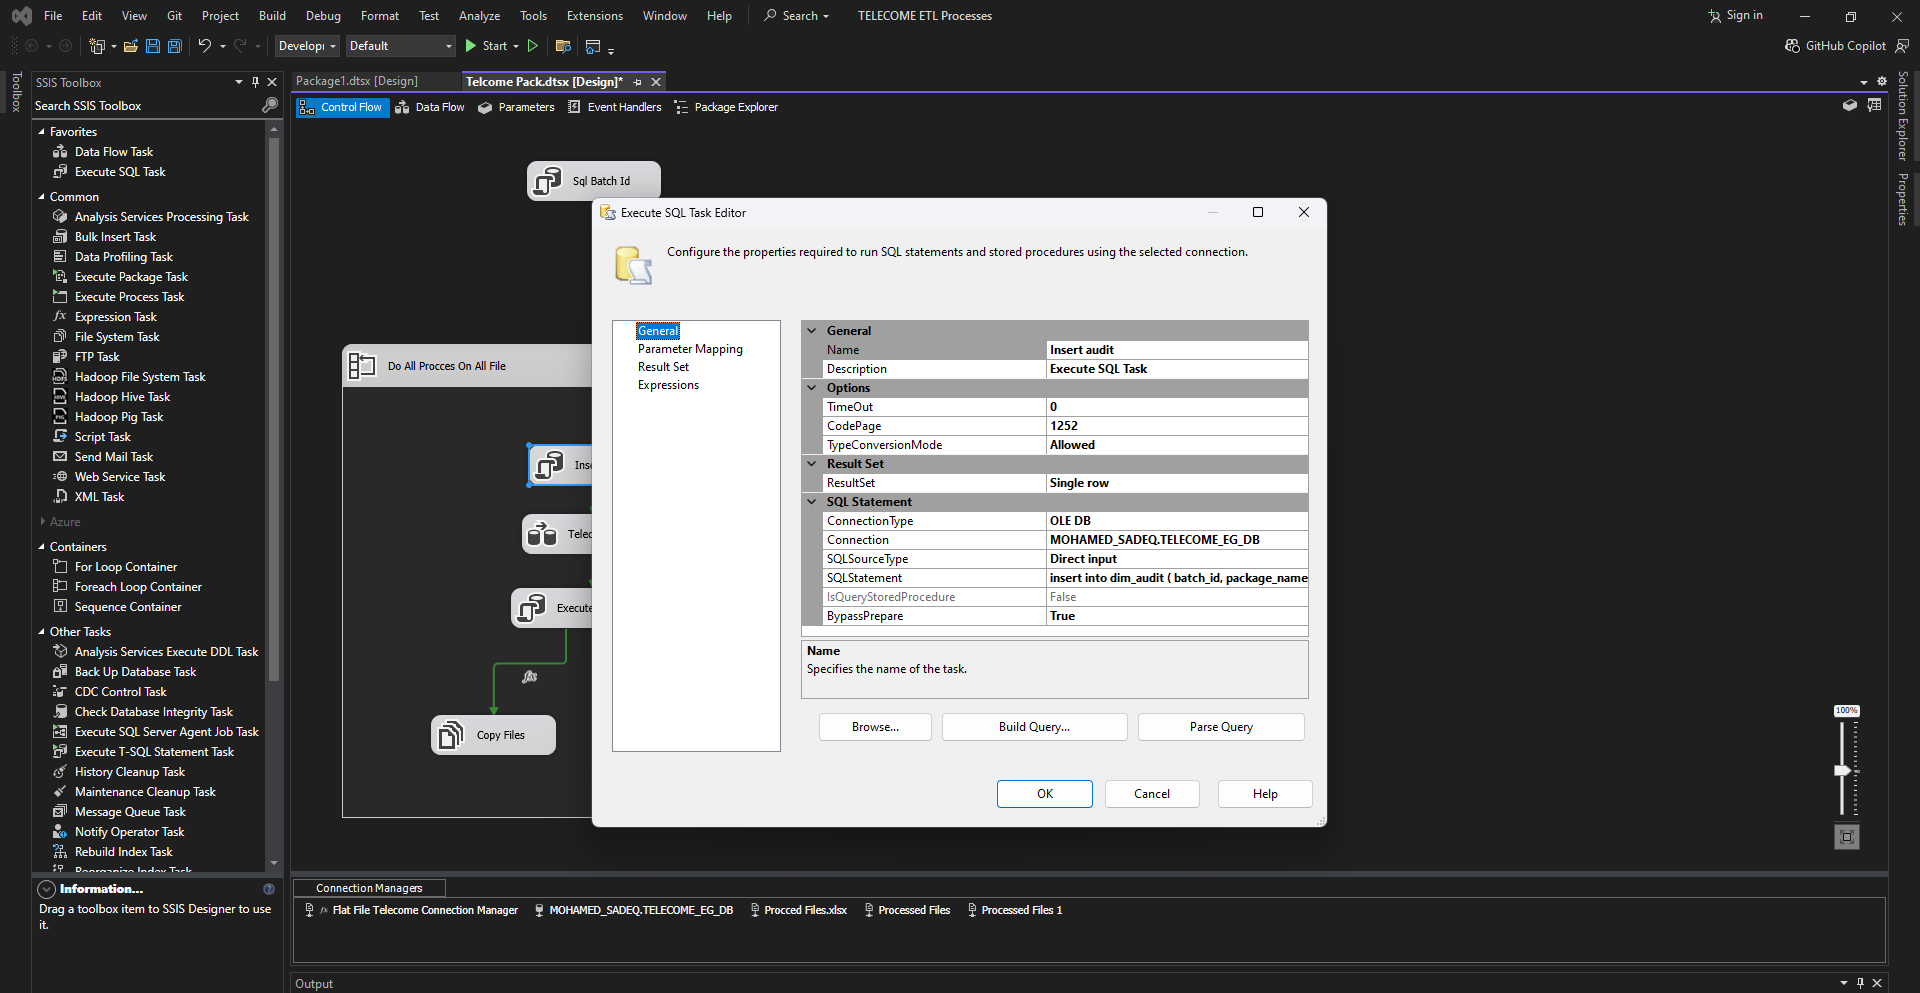 File Edit View Git Project Build Debug Format Test Analyze Tools Extensions Window Help Search TELECOME ETL Processes Sign in
Developi Default Start GitHub Copilot
Toolbox
SSIS Toolbox
Search SSIS Toolbox
Favorites
Data Flow Task
Execute SQL Task
Common
Analysis Services Processing Task
Bulk Insert Task
Data Profiling Task
Execute Package Task
Execute Process Task
Expression Task
File System Task
FTP Task
Hadoop File System Task
Hadoop Hive Task
Hadoop Pig Task
Script Task
Send Mail Task
Web Service Task
XML Task
Azure
Containers
For Loop Container
Foreach Loop Container
Sequence Container
Other Tasks
Analysis Services Execute DDL Task
Back Up Database Task
CDC Control Task
Check Database Integrity Task
Execute SQL Server Agent Job Task
Execute T-SQL Statement Task
History Cleanup Task
Maintenance Cleanup Task
Message Queue Task
Notify Operator Task
Rebuild Index Task
Reorganize Index Task
Information...
Drag a toolbox item to SSIS Designer to use
it.
Package1.dtsx [Design] Telcome Pack.dtsx [Design]*
Control Flow Data Flow Parameters Event Handlers Package Explorer
Sql Batch Id
Do All Procces On All File
Inse
Telec
Execute
fx
Copy Files
Execute SQL Task Editor
Configure the properties required to run SQL statements and stored procedures using the selected connection.
General
Parameter Mapping
Result Set
Expressions
General
Name Insert audit
Description Execute SQL Task
Options
TimeOut 0
CodePage 1252
TypeConversionMode Allowed
Result Set
ResultSet Single row
SQL Statement
ConnectionType OLE DB
Connection MOHAMED_SADEQ.TELECOME_EG_DB
SQLSourceType Direct input
SQLStatement insert into dim_audit ( batch_id, package_name
IsQueryStoredProcedure False
BypassPrepare True
Name
Specifies the name of the task.
Browse... Build Query... Parse Query
OK Cancel Help
100%
Connection Managers
fx Flat File Telecome Connection Manager MOHAMED_SADEQ.TELECOME_EG_DB Procced Files.xlsx Processed Files Processed Files 1
Output
Solution Explorer
Properties